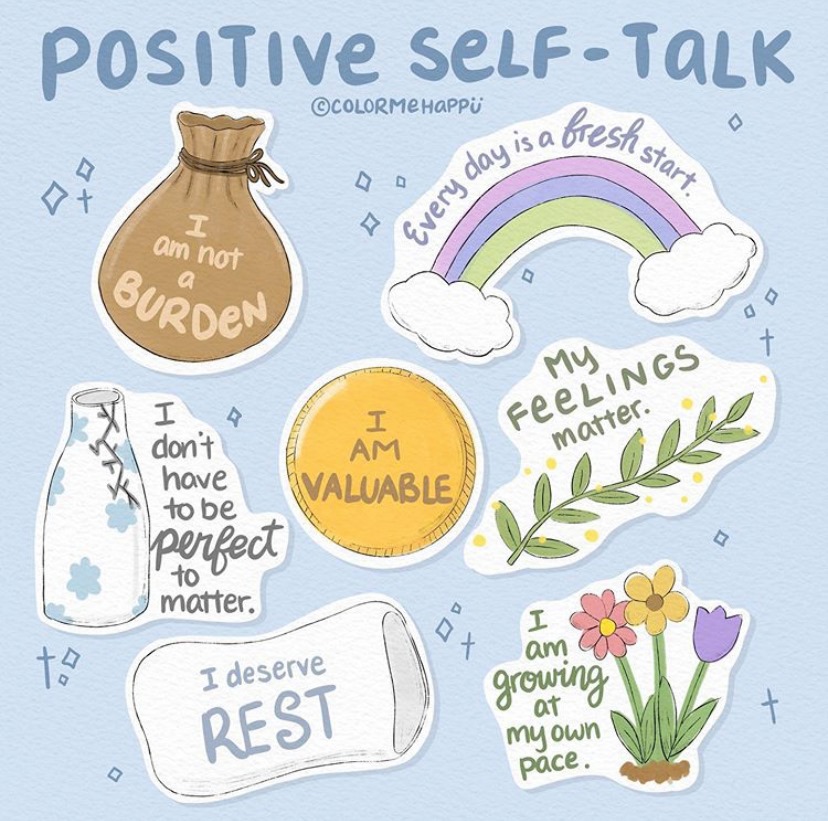 POSITIVE SELF-TALK
©COLORMEHAPPii
I
am not
a
BURDEN
Every day is a fresh start.
I
don't
have
to be
perfect
to
matter.
I
AM
VALUABLE
My
FEELINGS
matter.
I deserve
REST
I
am
growing
at
my own
pace.